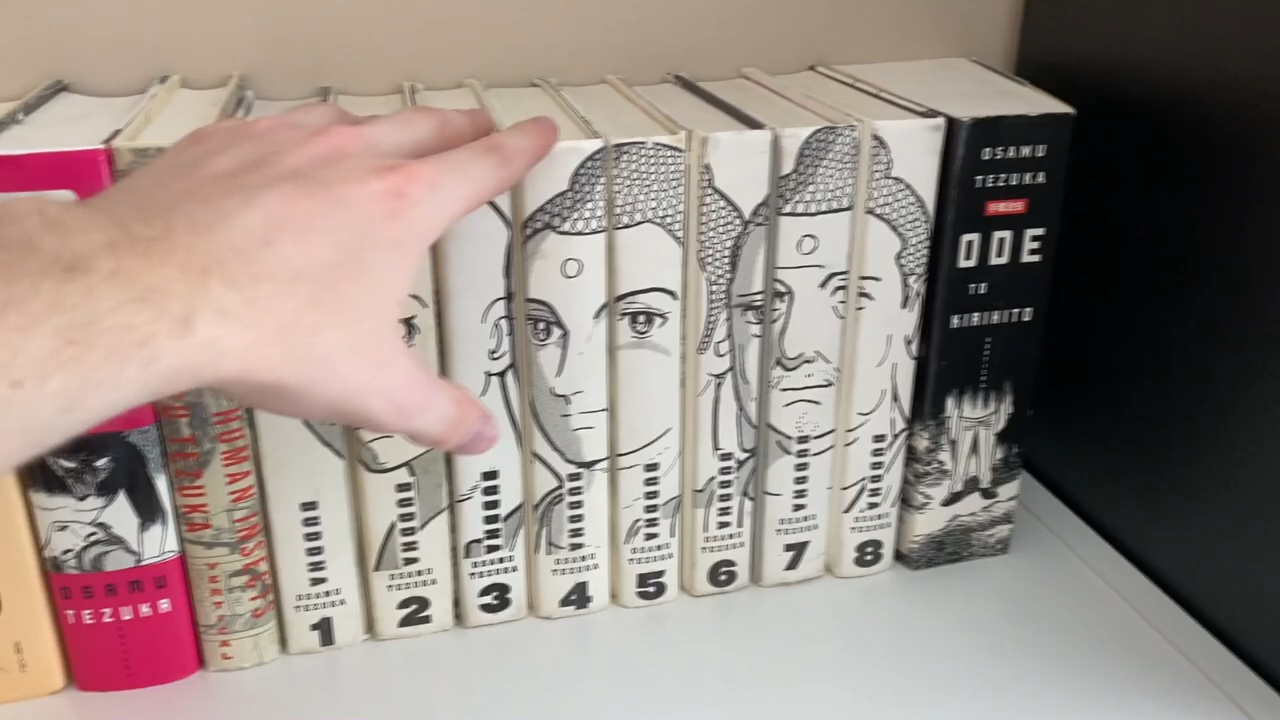 OSAMU
TEZUKA
HUMAN INSECTS
TEZUKA
BUDDHA
OSAMU
TEZUKA
1
BUDDHA
OSAMU
TEZUKA
2
BUDDHA
OSAMU
TEZUKA
3
BUDDHA
OSAMU
TEZUKA
4
BUDDHA
OSAMU
TEZUKA
5
BUDDHA
OSAMU
TEZUKA
6
BUDDHA
OSAMU
TEZUKA
7
BUDDHA
OSAMU
TEZUKA
8
OSAMU
TEZUKA
ODE
TO
KIRIHITO